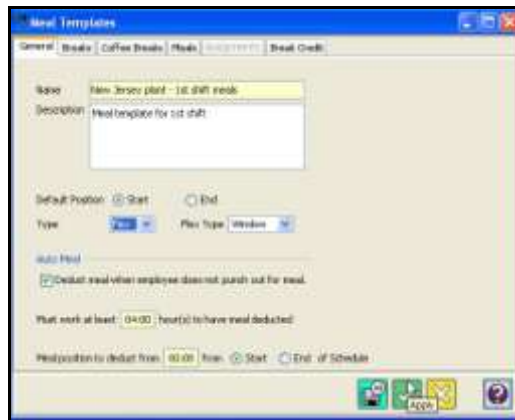 Meal Templates
General Breaks Coffee Breaks Meals Assignments Break Credit
Name New Jersey plant - 1st shift meals
Description Meal template for 1st shift
Default Position Start End
Type Flex Flex Type Window
Auto Meal
Deduct meal when employee does not punch out for meal.
Must work at least 04:00 hour(s) to have meal deducted
Meal position to deduct from 00:00 from Start End of Schedule
Apply